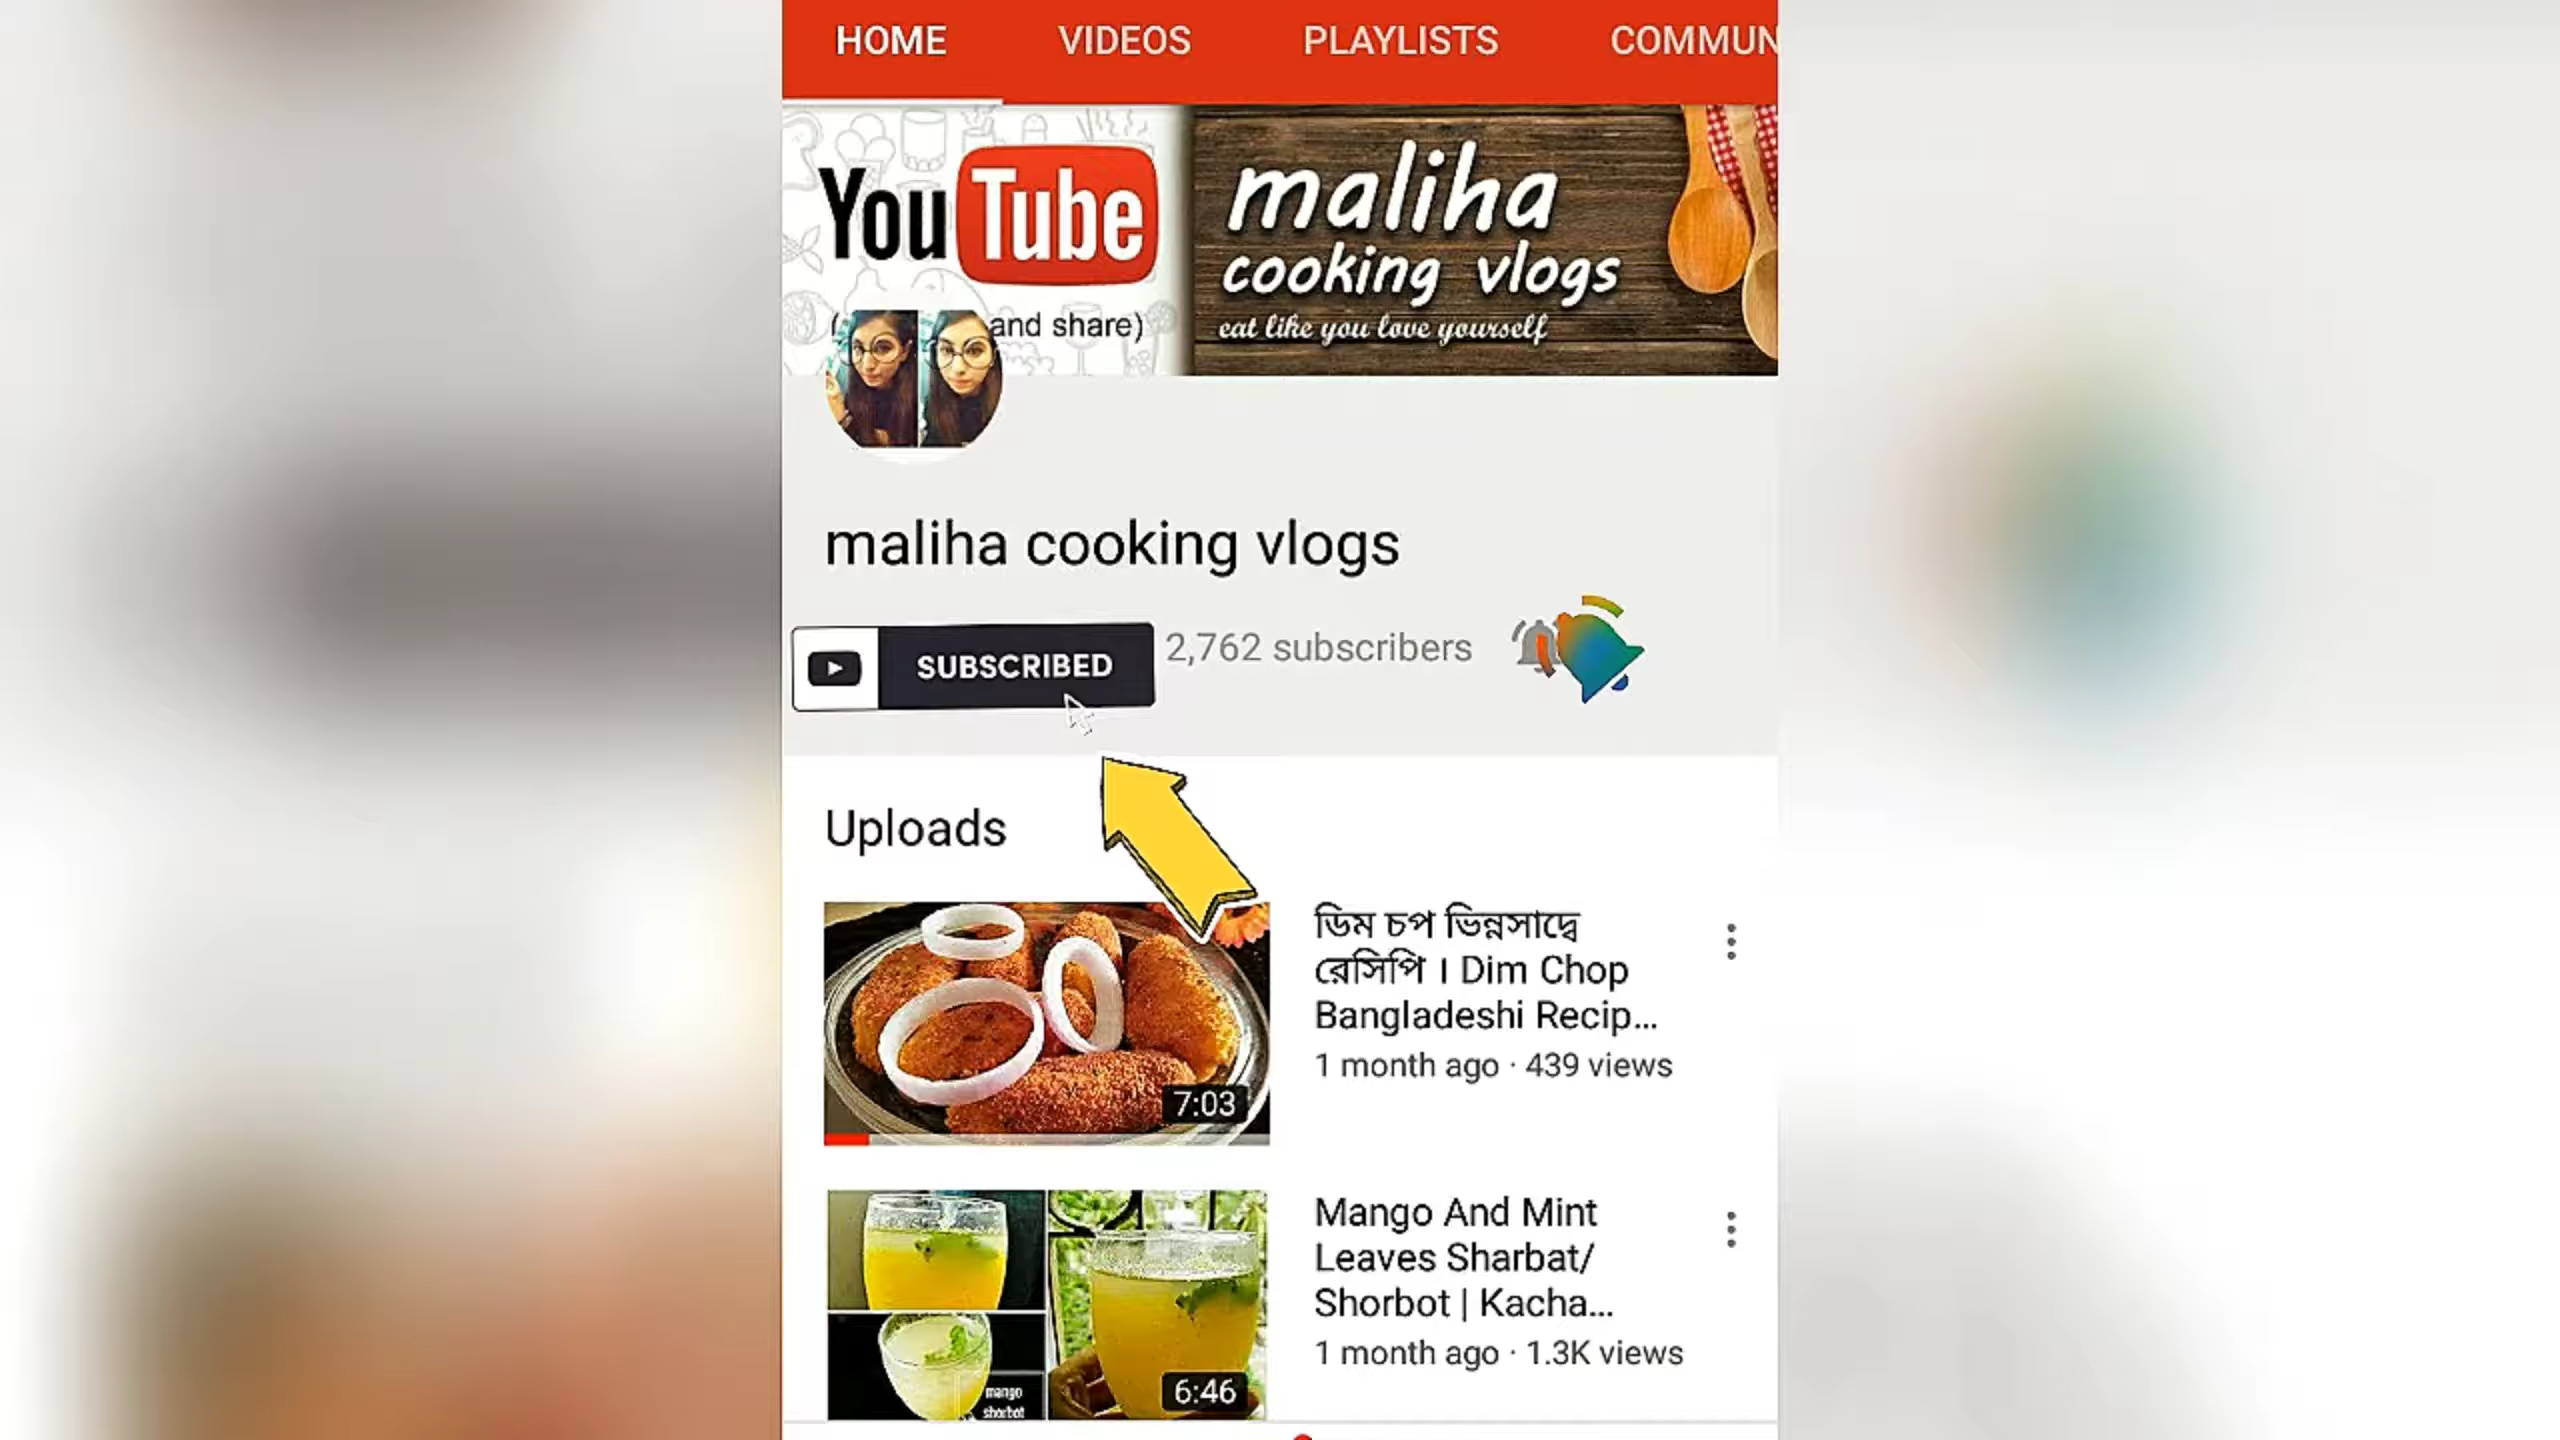 HOME VIDEOS PLAYLISTS COMMUN
YouTube
and share)
maliha
cooking vlogs
eat like you love yourself
maliha cooking vlogs
SUBSCRIBED 2,762 subscribers
Uploads
ডিম চপ ভিন্নসাদ্বে
রেসিপি । Dim Chop
Bangladeshi Recip...
1 month ago · 439 views
7:03
Mango And Mint
Leaves Sharbat/
Shorbot | Kacha...
1 month ago · 1.3K views
mango
shorbot
6:46